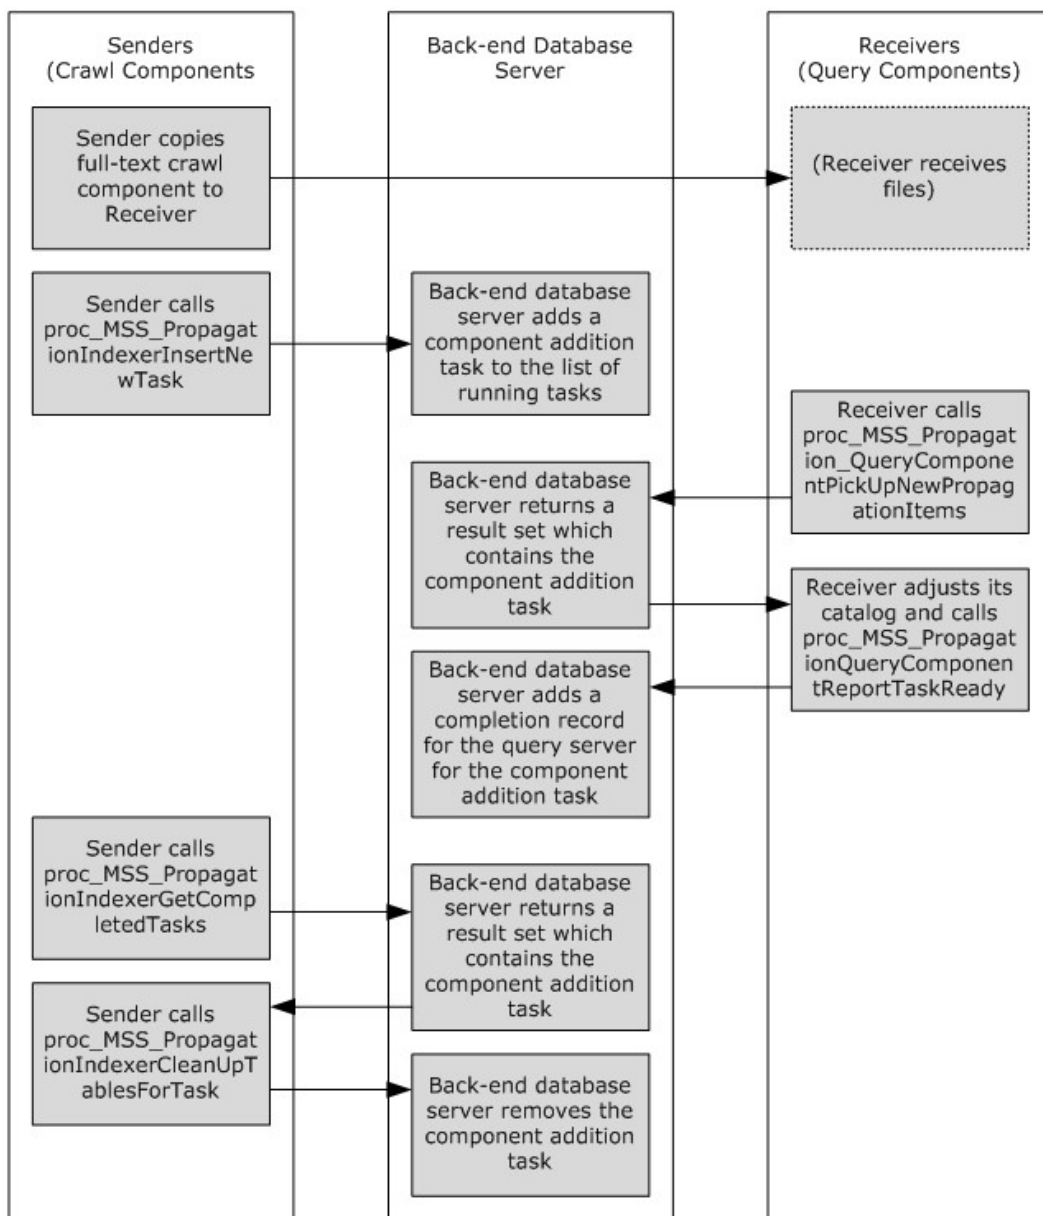 Senders
(Crawl Components
Back-end Database
Server
Receivers
(Query Components)
Sender copies
full-text crawl
component to
Receiver
(Receiver receives
files)
Sender calls
proc_MSS_Propagat
ionIndexerInsertNe
wTask
Back-end database
server adds a
component addition
task to the list of
running tasks
Receiver calls
proc_MSS_Propagat
ion_QueryCompone
ntPickUpNewPropag
ationItems
Back-end database
server returns a
result set which
contains the
component addition
task
Receiver adjusts its
catalog and calls
proc_MSS_Propagat
ionQueryComponen
tReportTaskReady
Back-end database
server adds a
completion record
for the query server
for the component
addition task
Sender calls
proc_MSS_Propagat
ionIndexerGetComp
letedTasks
Back-end database
server returns a
result set which
contains the
component addition
task
Sender calls
proc_MSS_Propagat
ionIndexerCleanUpT
ablesForTask
Back-end database
server removes the
component addition
task